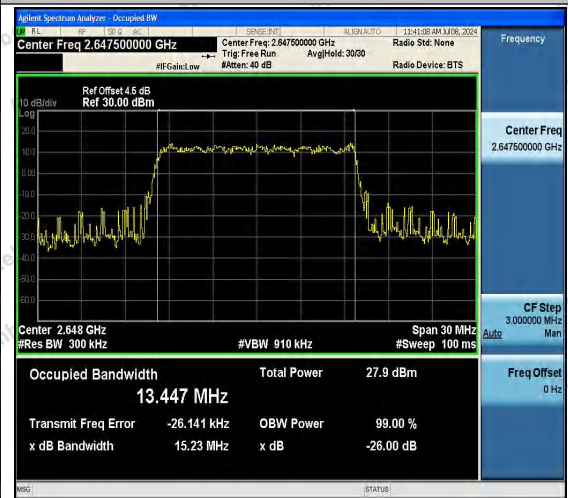 Agilent Spectrum Analyzer - Occupied BW
RL RF 50 Ω AC SENSE:INT ALIGN AUTO 11:41:08 AM Jul 08, 2024
Center Freq 2.647500000 GHz Center Freq: 2.647500000 GHz Radio Std: None Frequency
Trig: Free Run Avg|Hold: 30/30
#IFGain:Low #Atten: 40 dB Radio Device: BTS
Ref Offset 4.5 dB
10 dB/div Ref 30.00 dBm
Log
20.0
10.0
0.00
-10.0
-20.0
-30.0
-40.0
-50.0
-60.0
Center Freq
2.647500000 GHz
Center 2.648 GHz Span 30 MHz
#Res BW 300 kHz #VBW 910 kHz #Sweep 100 ms
CF Step
3.000000 MHz
Auto Man
Occupied Bandwidth Total Power 27.9 dBm
13.447 MHz
Freq Offset
0 Hz
Transmit Freq Error -26.141 kHz OBW Power 99.00 %
x dB Bandwidth 15.23 MHz x dB -26.00 dB
MSG STATUS